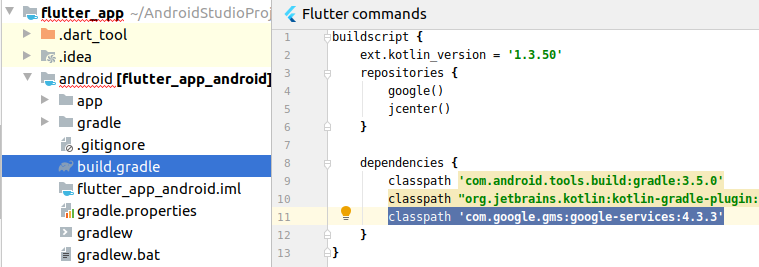 flutter_app ~/AndroidStudioProj
.dart_tool
.idea
android [flutter_app_android]
app
gradle
.gitignore
build.gradle
flutter_app_android.iml
gradle.properties
gradlew
gradlew.bat
Flutter commands
1 buildscript {
2 ext.kotlin_version = '1.3.50'
3 repositories {
4 google()
5 jcenter()
6 }
7
8 dependencies {
9 classpath 'com.android.tools.build:gradle:3.5.0'
10 classpath "org.jetbrains.kotlin:kotlin-gradle-plugin:
11 classpath 'com.google.gms:google-services:4.3.3'
12 }
13 }